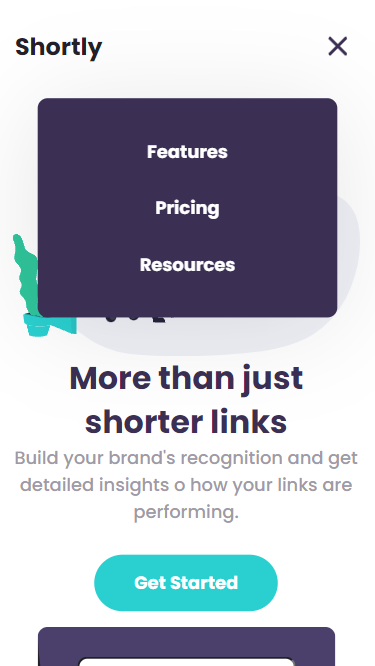 Shortly
Features
Pricing
Resources
More than just
shorter links
Build your brand's recognition and get
detailed insights o how your links are
performing.
Get Started